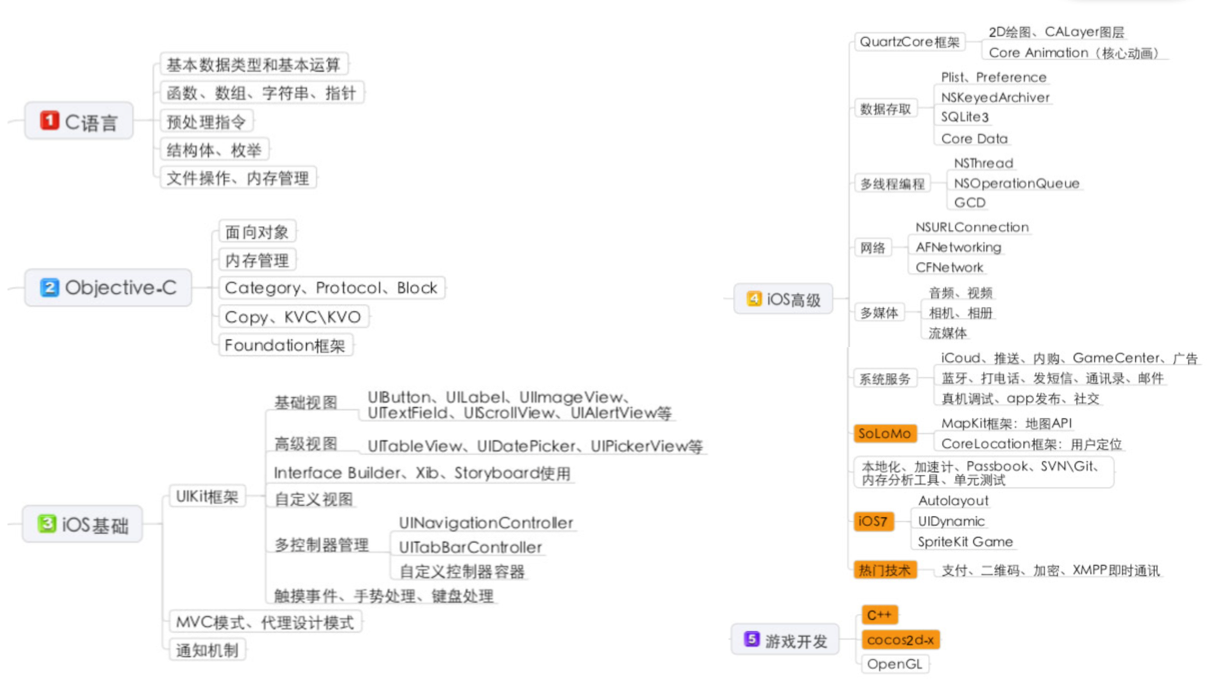 1 C语言
基本数据类型和基本运算
函数、数组、字符串、指针
预处理指令
结构体、枚举
文件操作、内存管理
2 Objective-C
面向对象
内存管理
Category、Protocol、Block
Copy、KVC\KVO
Foundation框架
3 iOS基础
UIKit框架
基础视图
UIButton、UILabel、UIImageView、
UITextField、UIScrollView、UIAlertView等
高级视图
UITableView、UIDatePicker、UIPickerView等
Interface Builder、Xib、Storyboard使用
自定义视图
多控制器管理
UINavigationController
UITabBarController
自定义控制器容器
触摸事件、手势处理、键盘处理
MVC模式、代理设计模式
通知机制
4 iOS高级
QuartzCore框架
2D绘图、CALayer图层
Core Animation（核心动画）
数据存取
Plist、Preference
NSKeyedArchiver
SQLite3
Core Data
多线程编程
NSThread
NSOperationQueue
GCD
网络
NSURLConnection
AFNetworking
CFNetwork
多媒体
音频、视频
相机、相册
流媒体
系统服务
iCoud、推送、内购、GameCenter、广告
蓝牙、打电话、发短信、通讯录、邮件
真机调试、app发布、社交
SoLoMo
MapKit框架：地图API
CoreLocation框架：用户定位
本地化、加速计、Passbook、SVN\Git、
内存分析工具、单元测试
iOS7
Autolayout
UIDynamic
SpriteKit Game
热门技术
支付、二维码、加密、XMPP即时通讯
5 游戏开发
C++
cocos2d-x
OpenGL